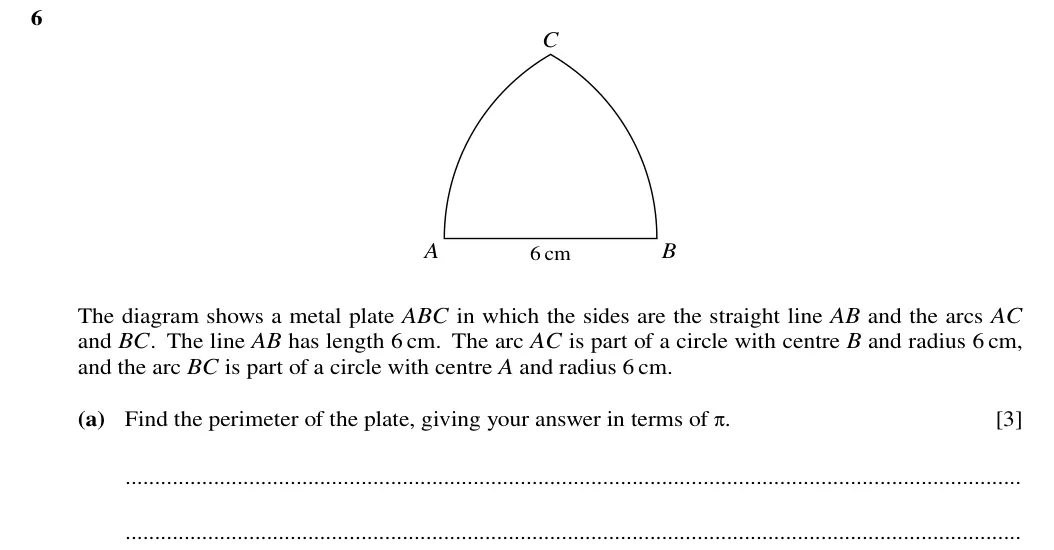 6
C
A
6 cm
B
The diagram shows a metal plate ABC in which the sides are the straight line AB and the arcs AC
and BC. The line AB has length 6 cm. The arc AC is part of a circle with centre B and radius 6 cm,
and the arc BC is part of a circle with centre A and radius 6 cm.
(a) Find the perimeter of the plate, giving your answer in terms of π. [3]